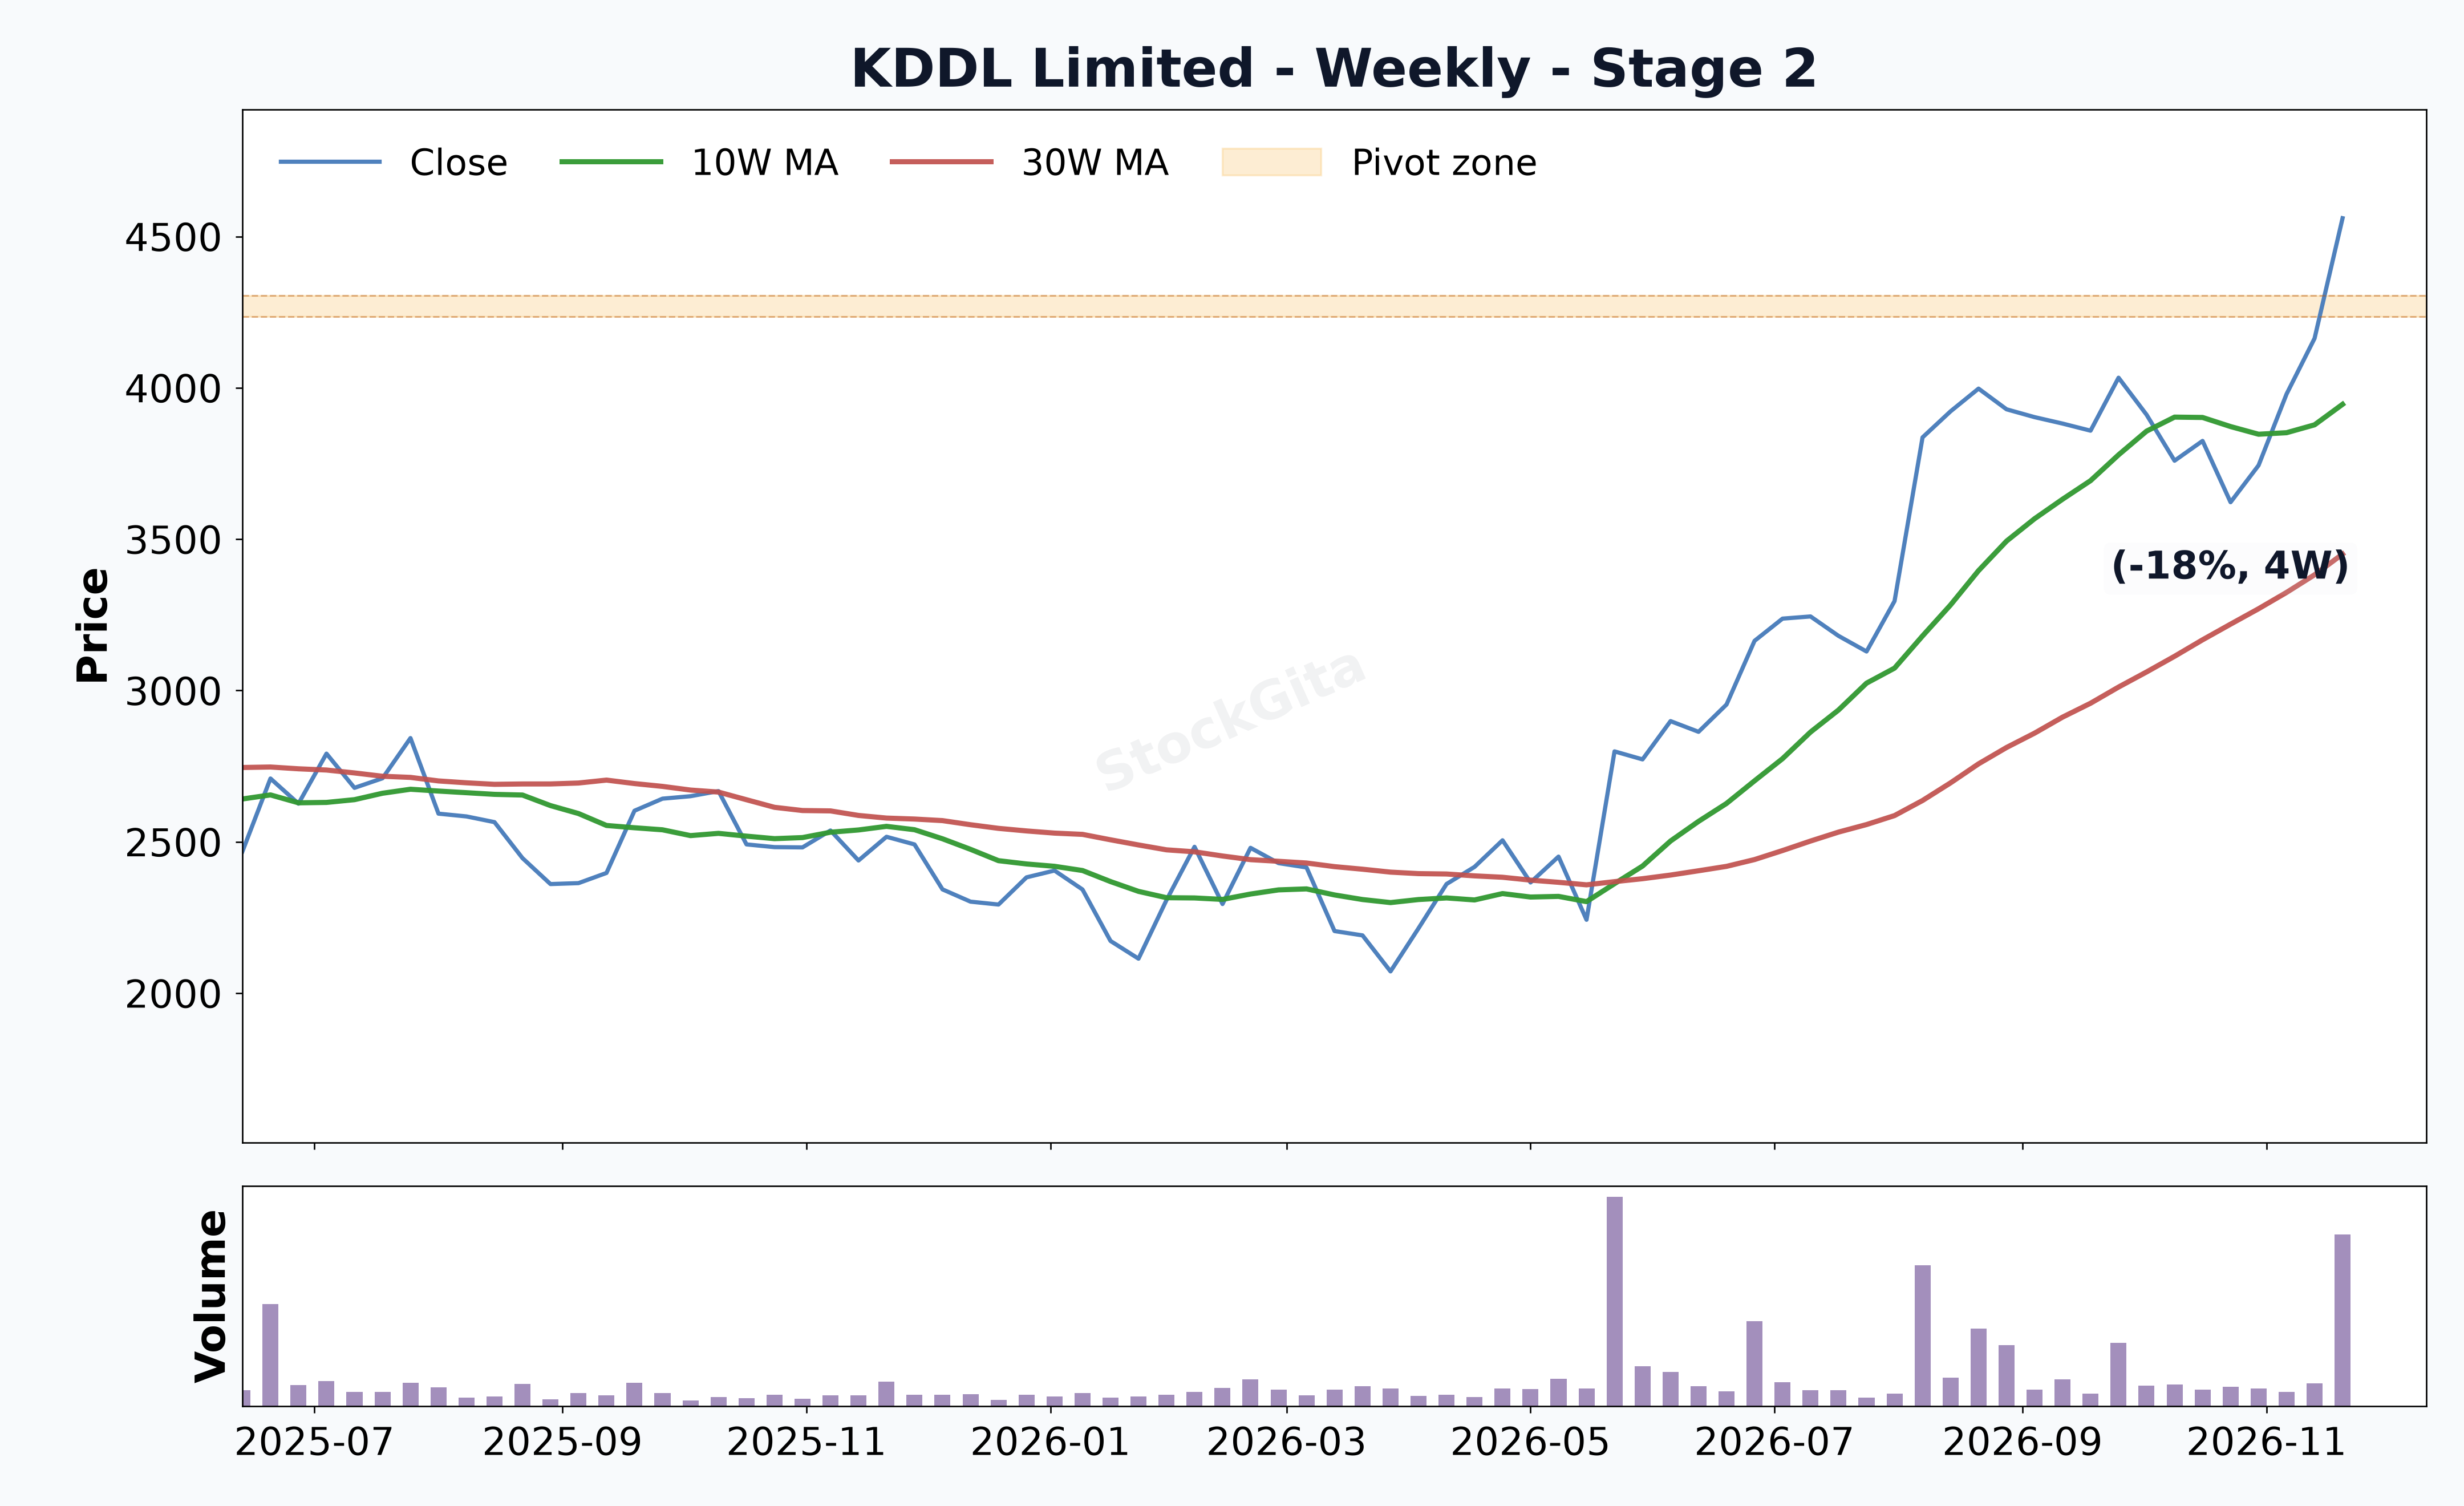 KDDL Limited - Weekly - Stage 2
Close 10W MA 30W MA Pivot zone
4500
4000
3500
3000
2500
2000
Price
(-18%, 4W)
StockGita
Volume
2025-07 2025-09 2025-11 2026-01 2026-03 2026-05 2026-07 2026-09 2026-11